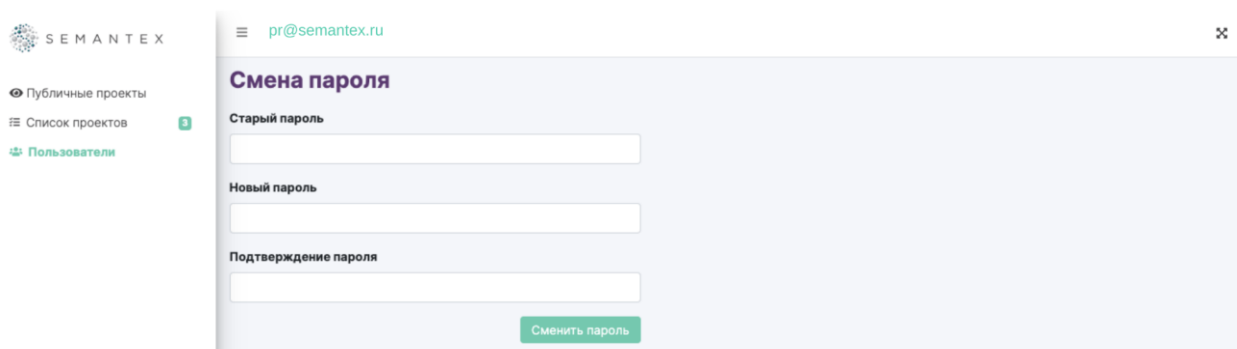 SEMANTEX
pr@semantex.ru
Публичные проекты
Список проектов 3
Пользователи
Смена пароля
Старый пароль
Новый пароль
Подтверждение пароля
Сменить пароль